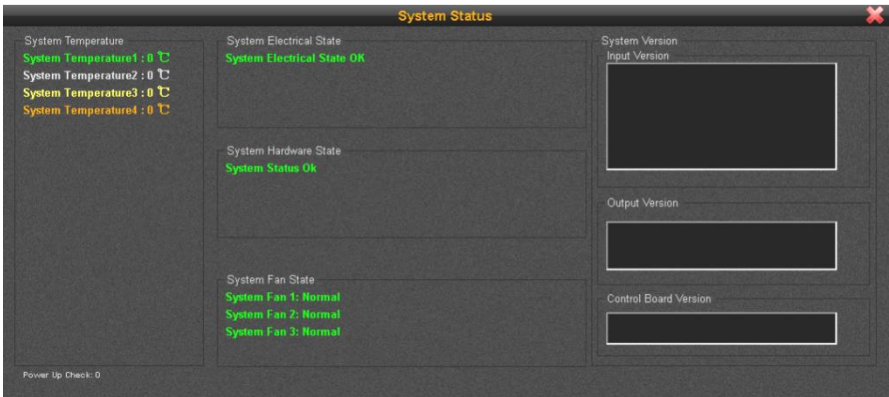 System Status
System Temperature
System Temperature1 : 0 ℃
System Temperature2 : 0 ℃
System Temperature3 : 0 ℃
System Temperature4 : 0 ℃
Power Up Check: 0
System Electrical State
System Electrical State OK
System Hardware State
System Status Ok
System Fan State
System Fan 1: Normal
System Fan 2: Normal
System Fan 3: Normal
System Version
Input Version
Output Version
Control Board Version